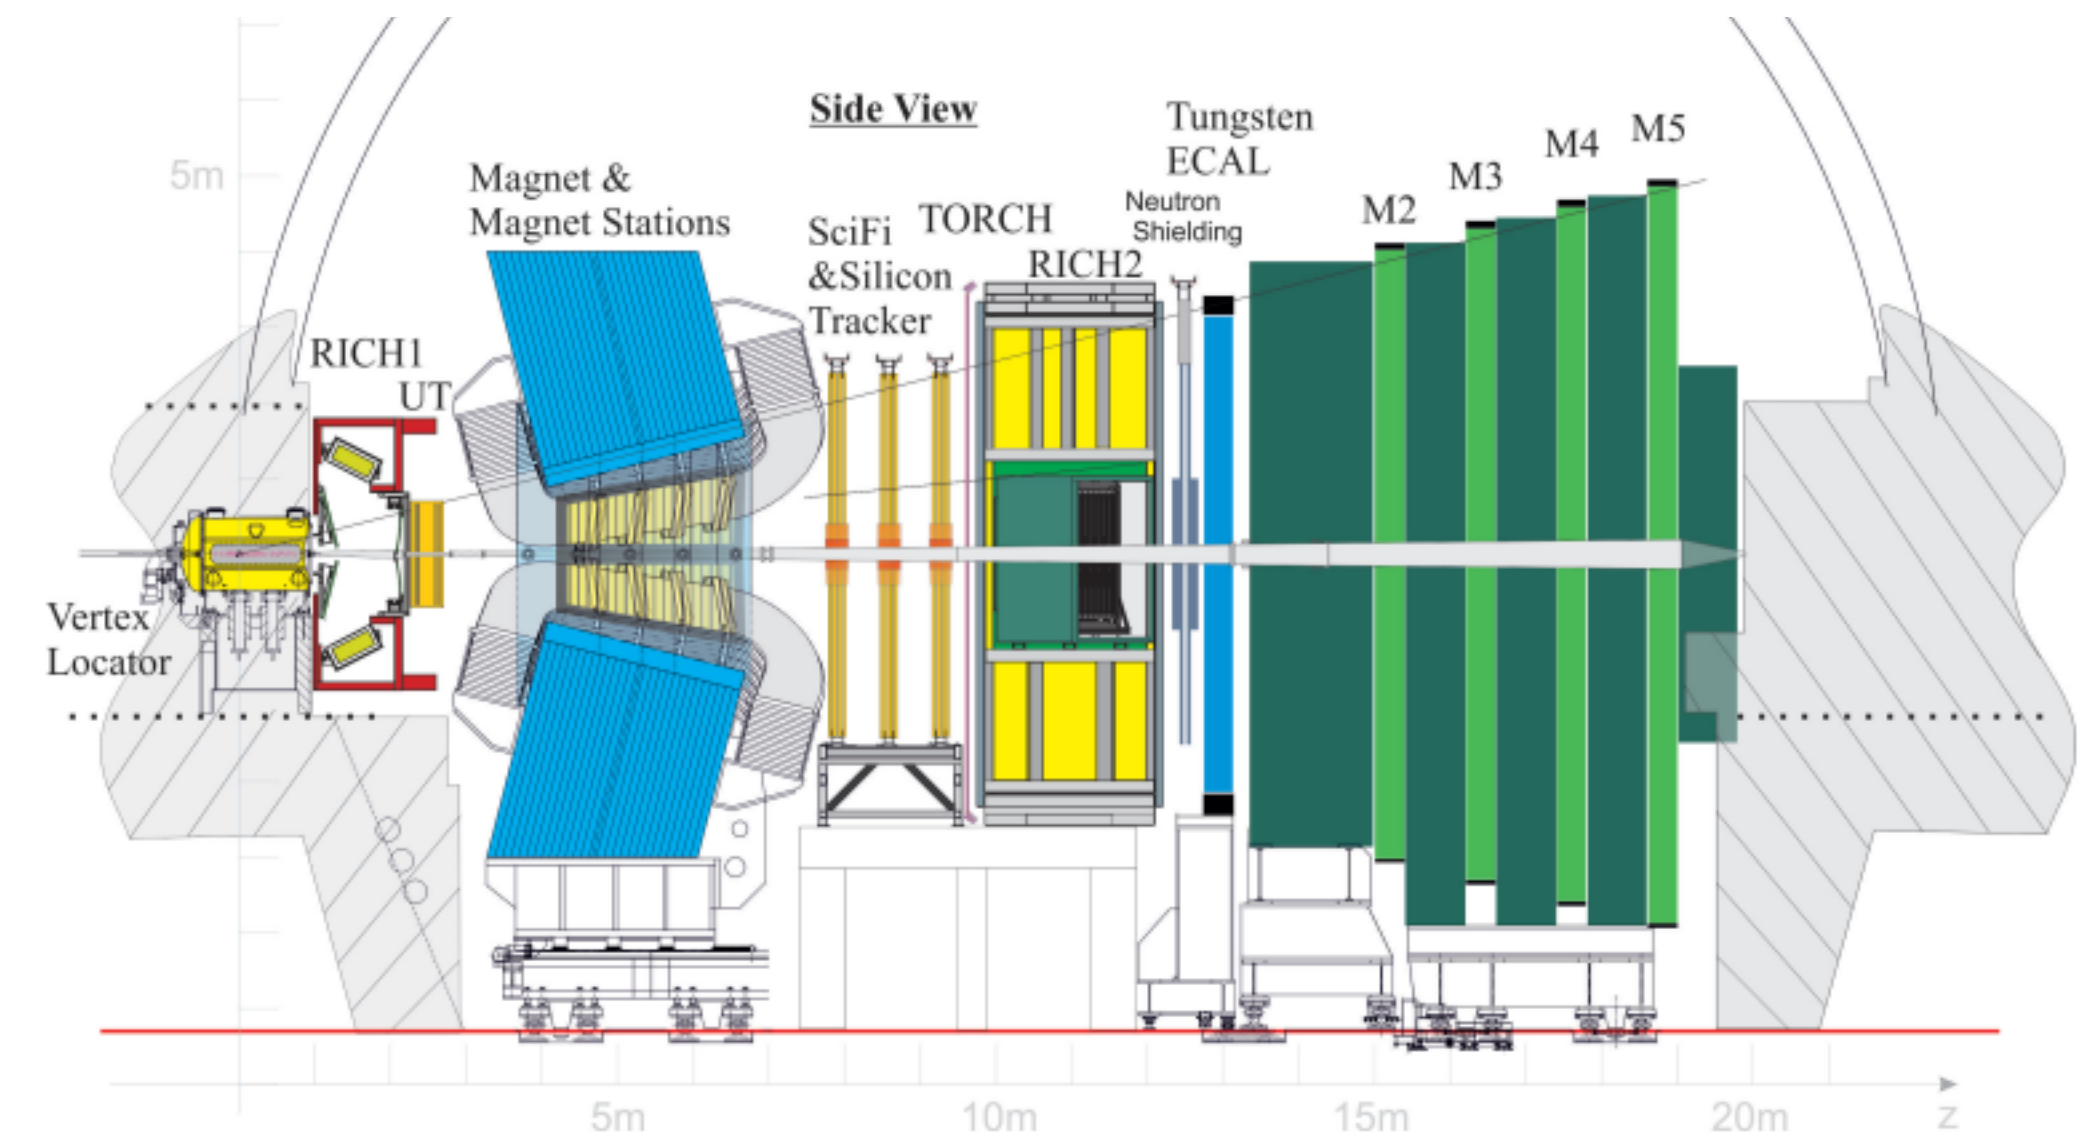 Side View
5m
Magnet &
Magnet Stations
Tungsten
ECAL
Neutron
Shielding
M2
M3
M4
M5
SciFi
&Silicon
Tracker
TORCH
RICH2
RICH1
UT
Vertex
Locator
5m
10m
15m
20m
z